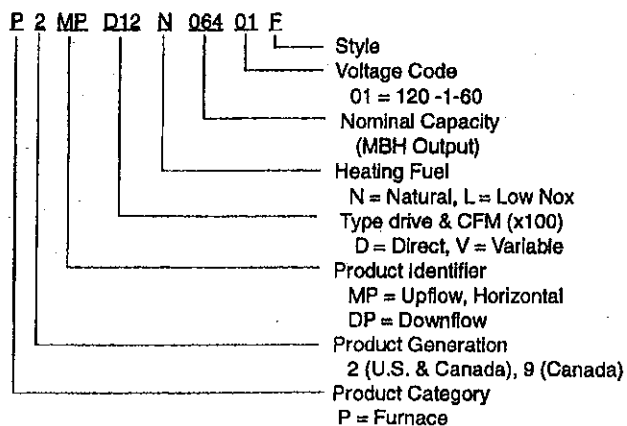 P 2 MP D12 N 064 01 F
Style
Voltage Code
01 = 120 -1-60
Nominal Capacity
(MBH Output)
Heating Fuel
N = Natural, L = Low Nox
Type drive & CFM (x100)
D = Direct, V = Variable
Product Identifier
MP = Upflow, Horizontal
DP = Downflow
Product Generation
2 (U.S. & Canada), 9 (Canada)
Product Category
P = Furnace